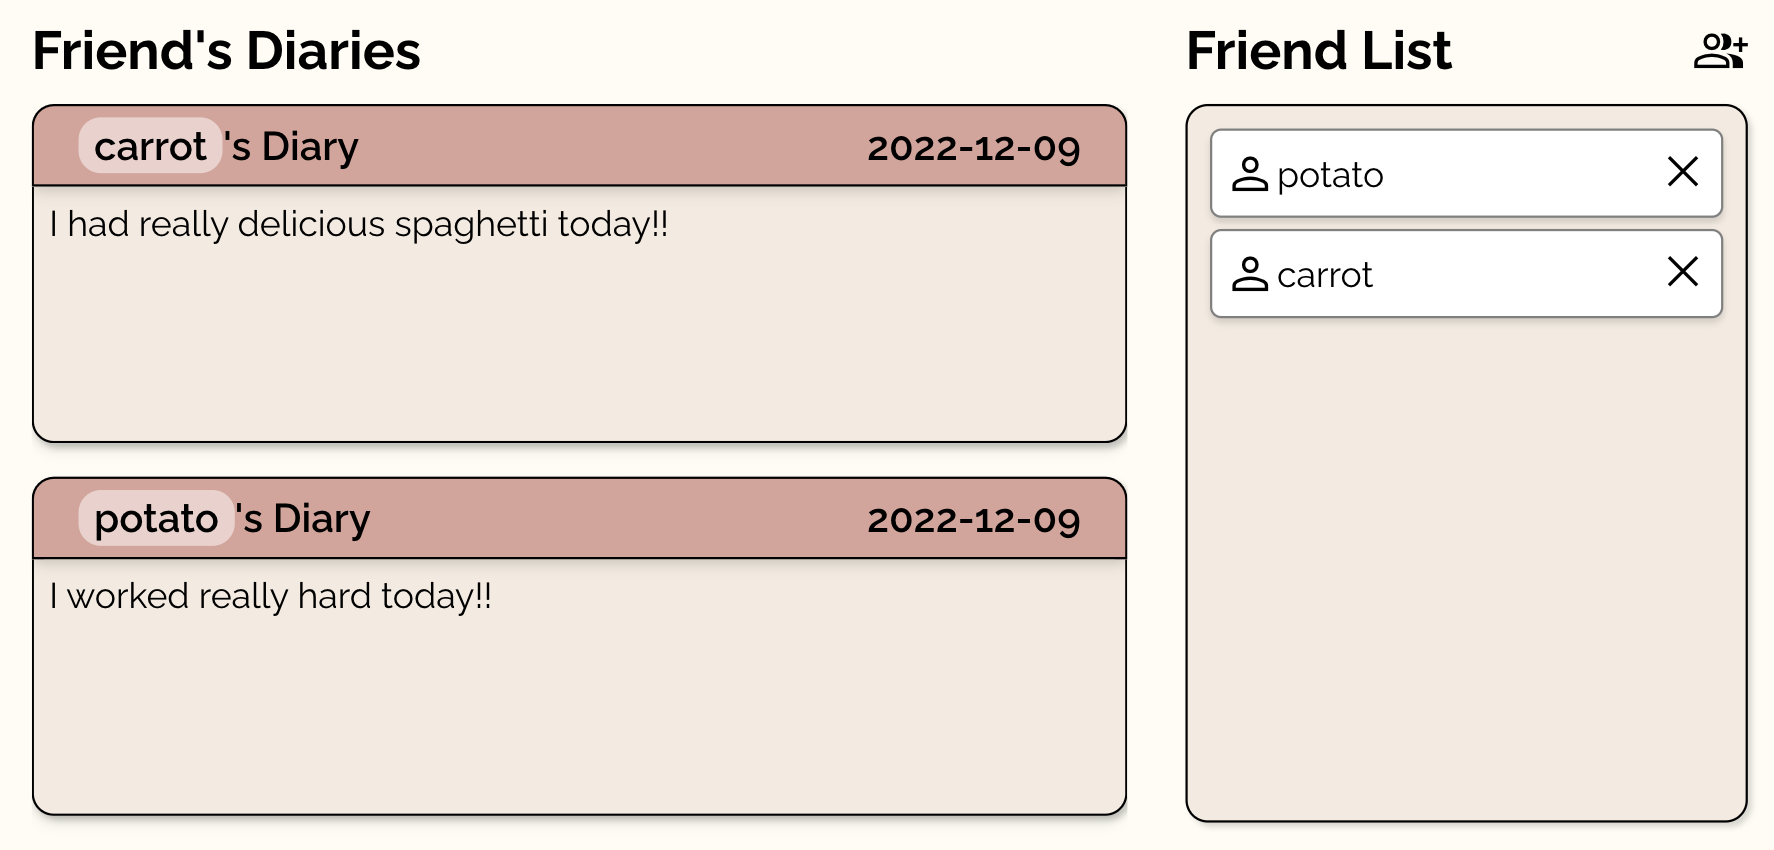 Friend's Diaries
carrot 's Diary 2022-12-09
I had really delicious spaghetti today!!
potato 's Diary 2022-12-09
I worked really hard today!!
Friend List
potato
carrot